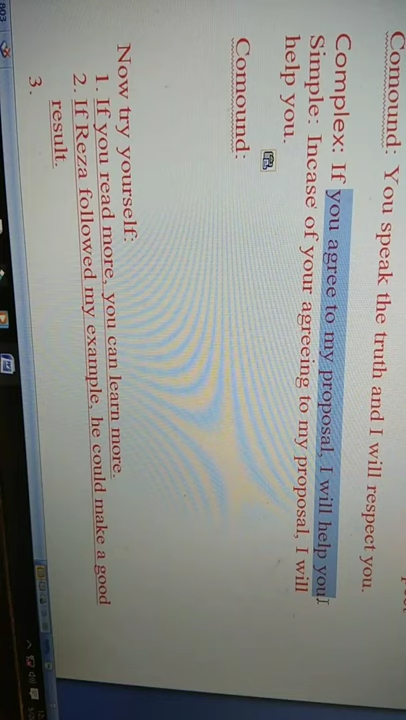 Comound: You speak the truth and I will respect you.
Complex: If you agree to my proposal, I will help you.
Simple: Incase of your agreeing to my proposal, I will
help you.
Comound:
Now try yourself:
1. If you read more, you can learn more.
2. If Reza followed my example, he could make a good
result.
3.
803